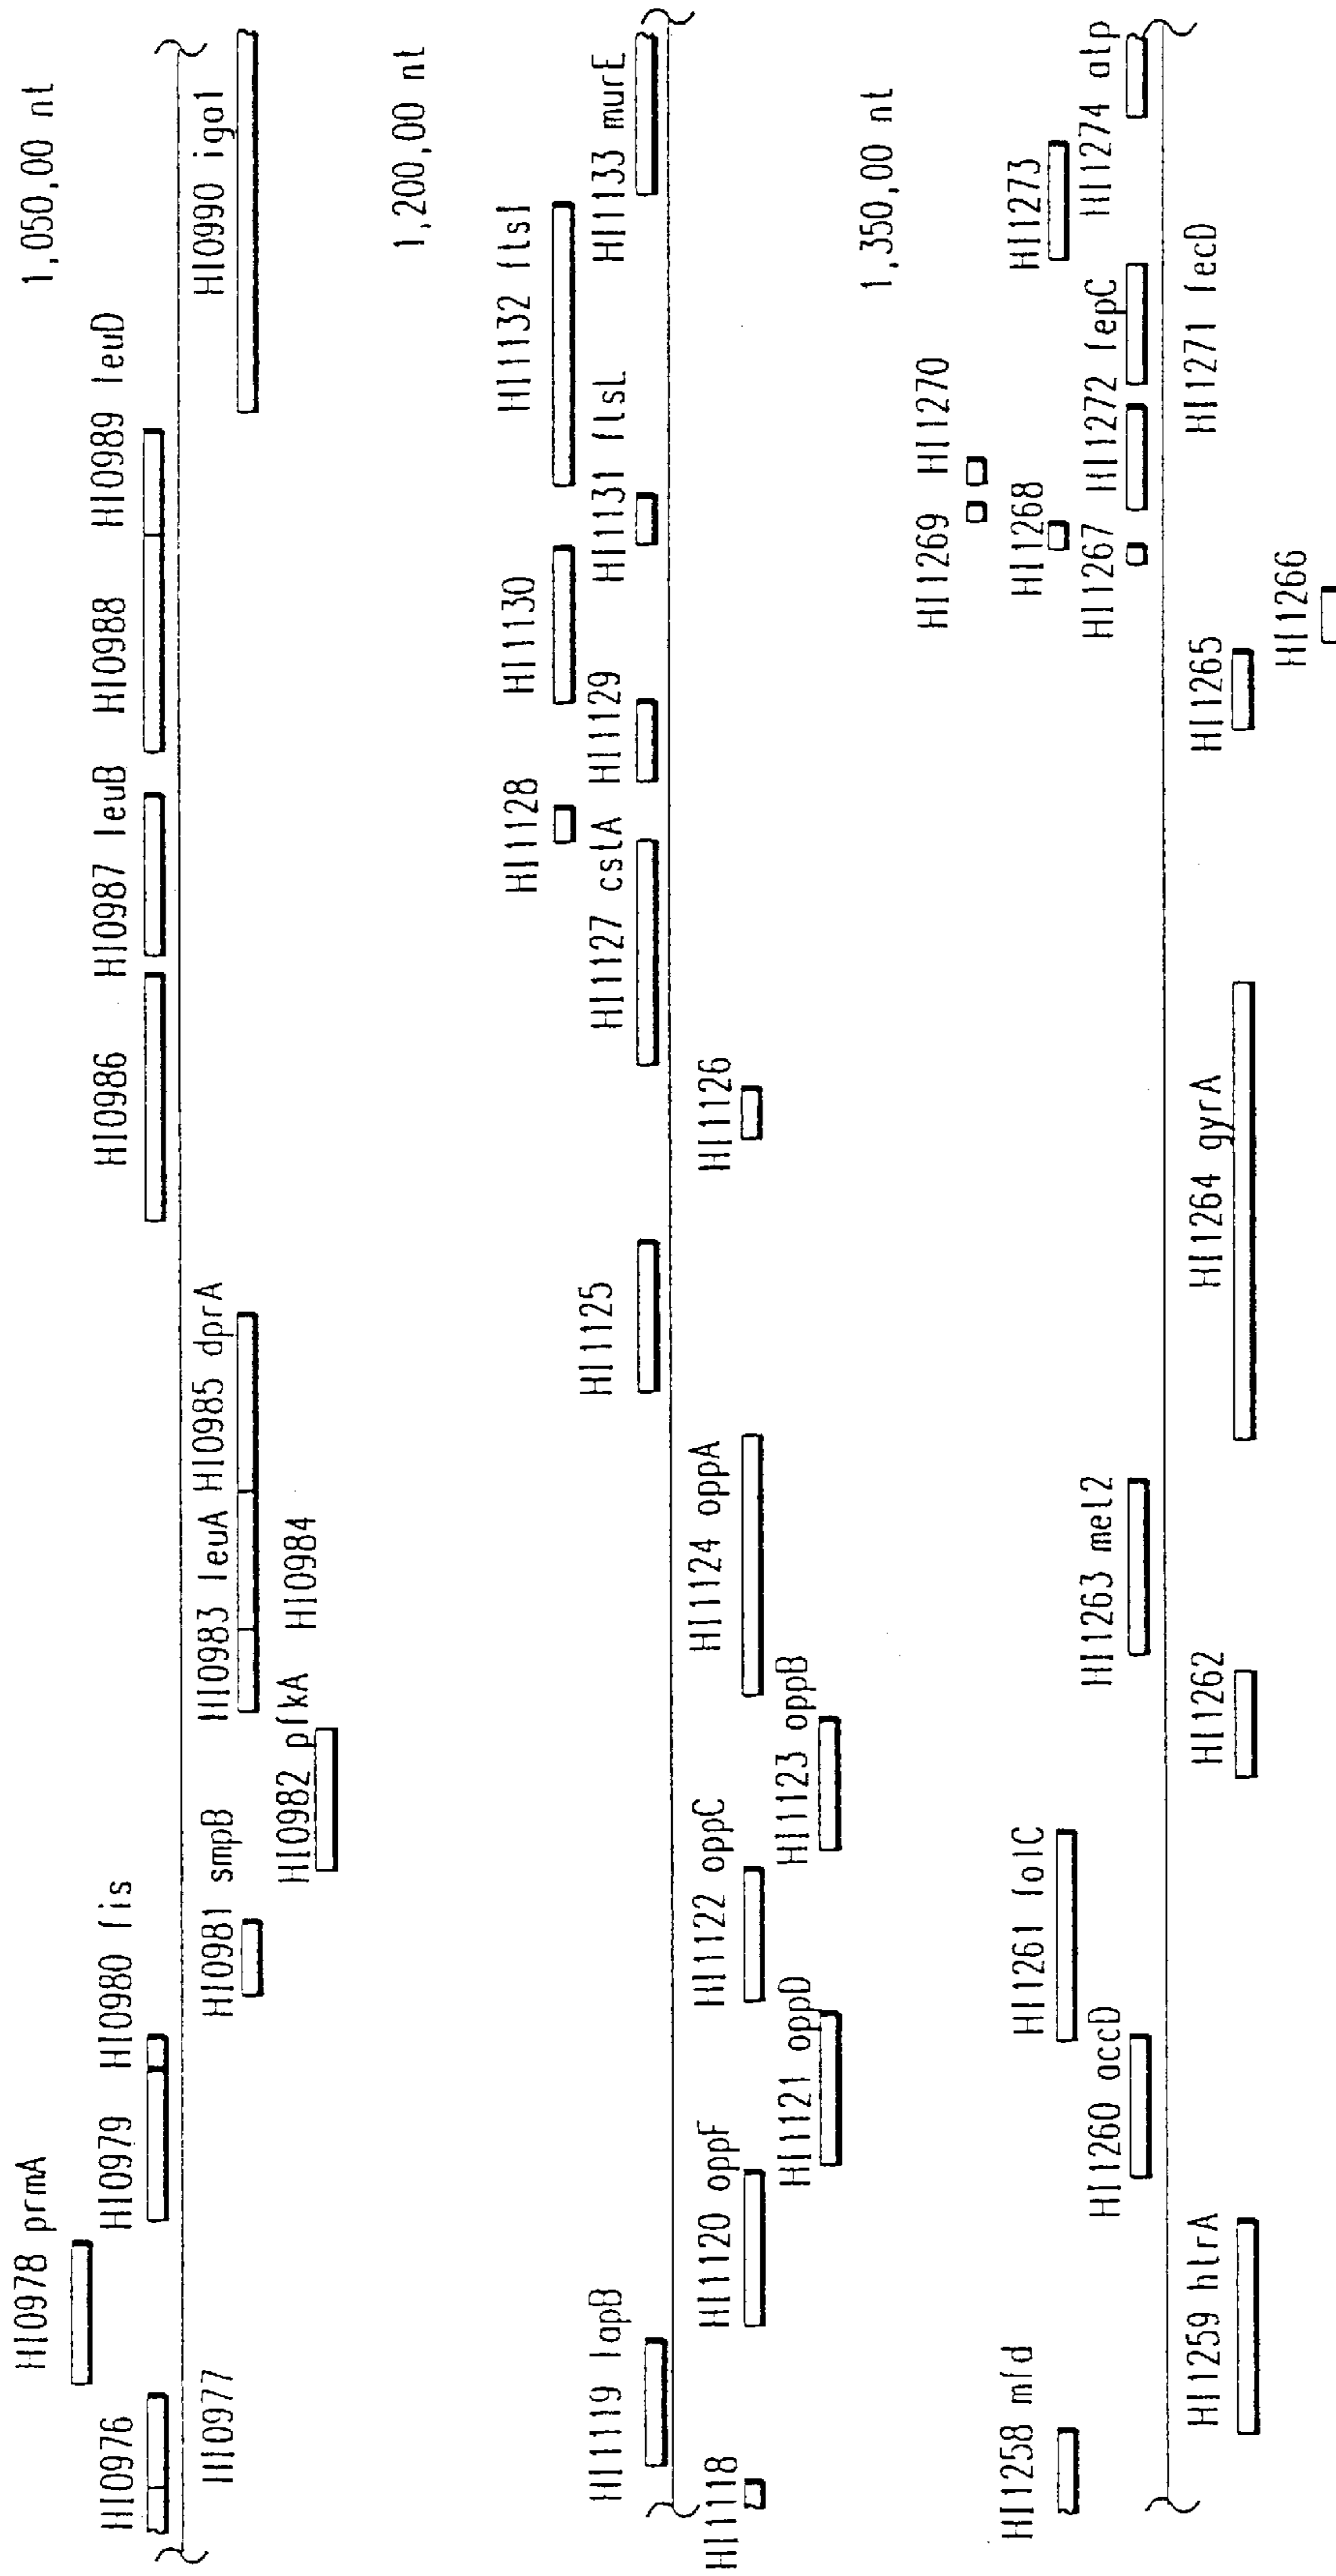 1,050,00 nt
HI0976
HI0977
HI0978 prmA
HI0979
HI0980 fis
HI0981 smpB
HI0982 pfkA
HI0983 leuA
HI0984
HI0985 dprA
HI0986
HI0987 leuB
HI0988
HI0989 leuD
HI0990 iga1
1,200,00 nt
HI1118
HI1119 lapB
HI1120 oppF
HI1121 oppD
HI1122 oppC
HI1123 oppB
HI1124 oppA
HI1125
HI1126
HI1127 cstA
HI1128
HI1129
HI1130
HI1131 ftsL
HI1132 ftsI
HI1133 murE
1,350,00 nt
HI1258 mfd
HI1259 htrA
HI1260 accD
HI1261 folC
HI1262
HI1263 met2
HI1264 gyrA
HI1265
HI1266
HI1267
HI1268
HI1269
HI1270
HI1271 fecD
HI1272 fepC
HI1273
HI1274 atp